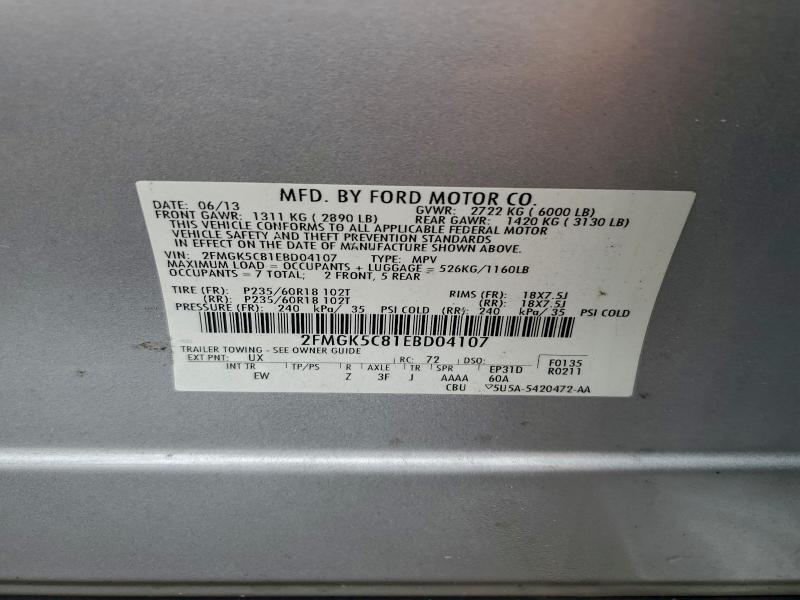 MFD. BY FORD MOTOR CO.
DATE: 06/13 GVWR: 2722 KG ( 6000 LB)
FRONT GAWR: 1311 KG ( 2890 LB) REAR GAWR: 1420 KG ( 3130 LB)
THIS VEHICLE CONFORMS TO ALL APPLICABLE FEDERAL MOTOR
VEHICLE SAFETY AND THEFT PREVENTION STANDARDS
IN EFFECT ON THE DATE OF MANUFACTURE SHOWN ABOVE.
VIN: 2FMGK5C81EBD04107 TYPE: MPV
MAXIMUM LOAD = OCCUPANTS + LUGGAGE = 526KG/1160LB
OCCUPANTS = 7 TOTAL; 2 FRONT, 5 REAR
TIRE (FR): P235/60R18 102T RIMS (FR): 18X7.5J
(RR): P235/60R18 102T (RR): 18X7.5J
PRESSURE (FR): 240 kPa/ 35 PSI COLD (RR): 240 kPa/ 35 PSI COLD
2FMGK5C81EBD04107
TRAILER TOWING - SEE OWNER GUIDE
EXT PNT: UX RC: 72 DSO: F0135
INT TR TP/PS R AXLE TR SPR EP31D R0211
EW Z 3F J AAAA 60A
CBU 5U5A-5420472-AA